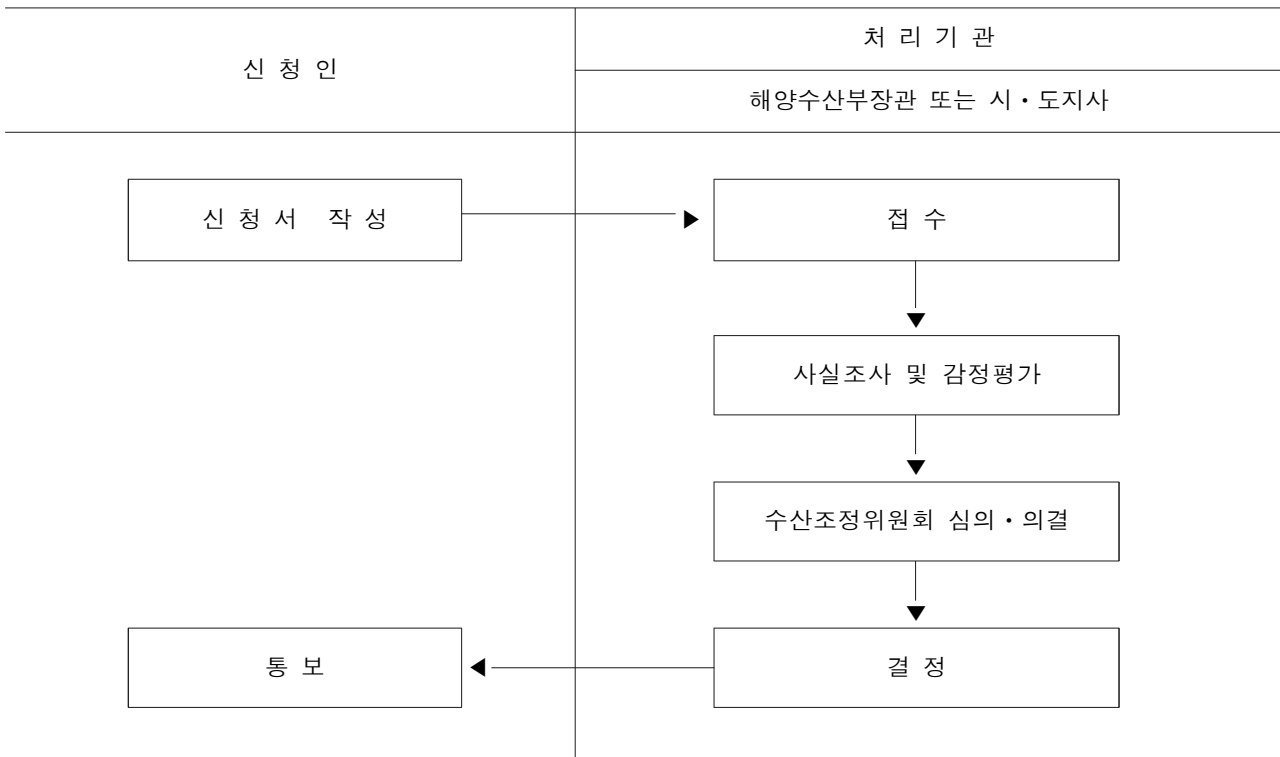 신 청 인
처 리 기 관
해양수산부장관 또는 시・도지사
신 청 서 작 성
접 수
사실조사 및 감정평가
수산조정위원회 심의・의결
통 보
결 정